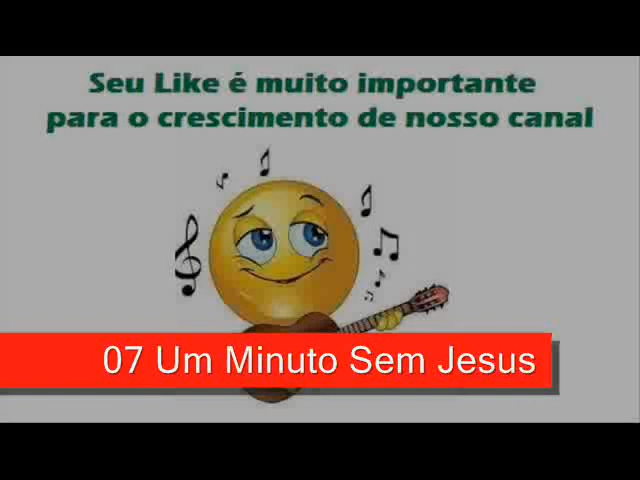 Seu Like é muito importante
para o crescimento de nosso canal
07 Um Minuto Sem Jesus